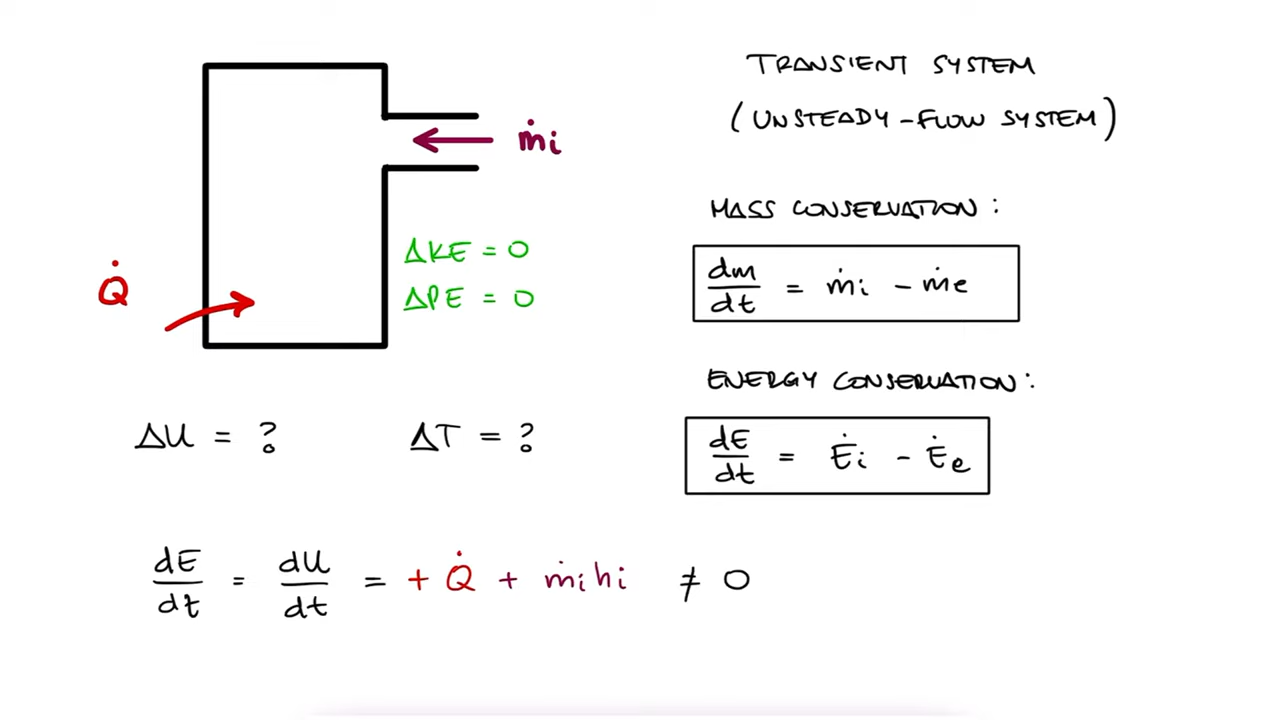 TRANSIENT SYSTEM
(UNSTEADY-FLOW SYSTEM)
ṁi
MASS CONSERVATION:
ΔKE = 0
ΔPE = 0
Q̇
dm/dt = ṁi - ṁe
ENERGY CONSERVATION:
ΔU = ?
ΔT = ?
dE/dt = Ėi - Ėe
dE/dt = dU/dt = + Q̇ + ṁihi ≠ 0